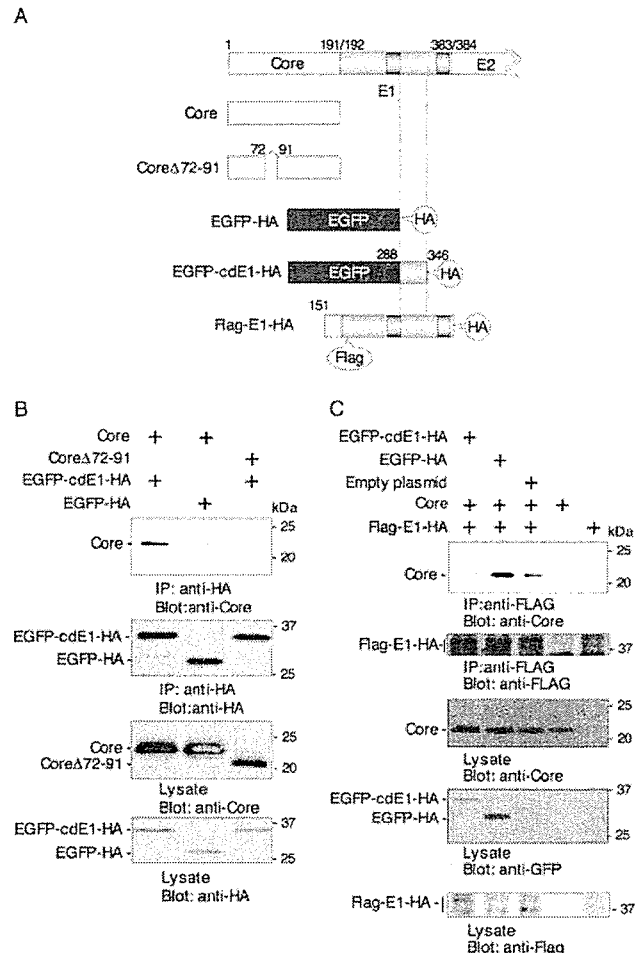 A
1 191/192 383/384
Core E2
E1
Core
72 91
CoreΔ72-91
EGFP-HA EGFP HA
288 346
EGFP-cdE1-HA EGFP HA
151
Flag-E1-HA HA
Flag
B
Core + +
CoreΔ72-91 +
EGFP-cdE1-HA + +
EGFP-HA + kDa
Core 25
20
IP: anti-HA
Blot:anti-Core
EGFP-cdE1-HA 37
EGFP-HA 25
IP: anti-HA
Blot:anti-HA
Core 25
CoreΔ72-91 20
Lysate
Blot: anti-Core
EGFP-cdE1-HA 37
EGFP-HA 25
Lysate
Blot: anti-HA
C
EGFP-cdE1-HA +
EGFP-HA +
Empty plasmid +
Core + + + +
Flag-E1-HA + + + + kDa
Core 25
20
IP:anti-FLAG
Blot: anti-Core
Flag-E1-HA 37
IP:anti-FLAG
Blot: anti-FLAG
Core 25
20
Lysate
Blot: anti-Core
EGFP-cdE1-HA 37
EGFP-HA
25
Lysate
Blot: anti-GFP
Flag-E1-HA 37
Lysate
Blot: anti-Flag